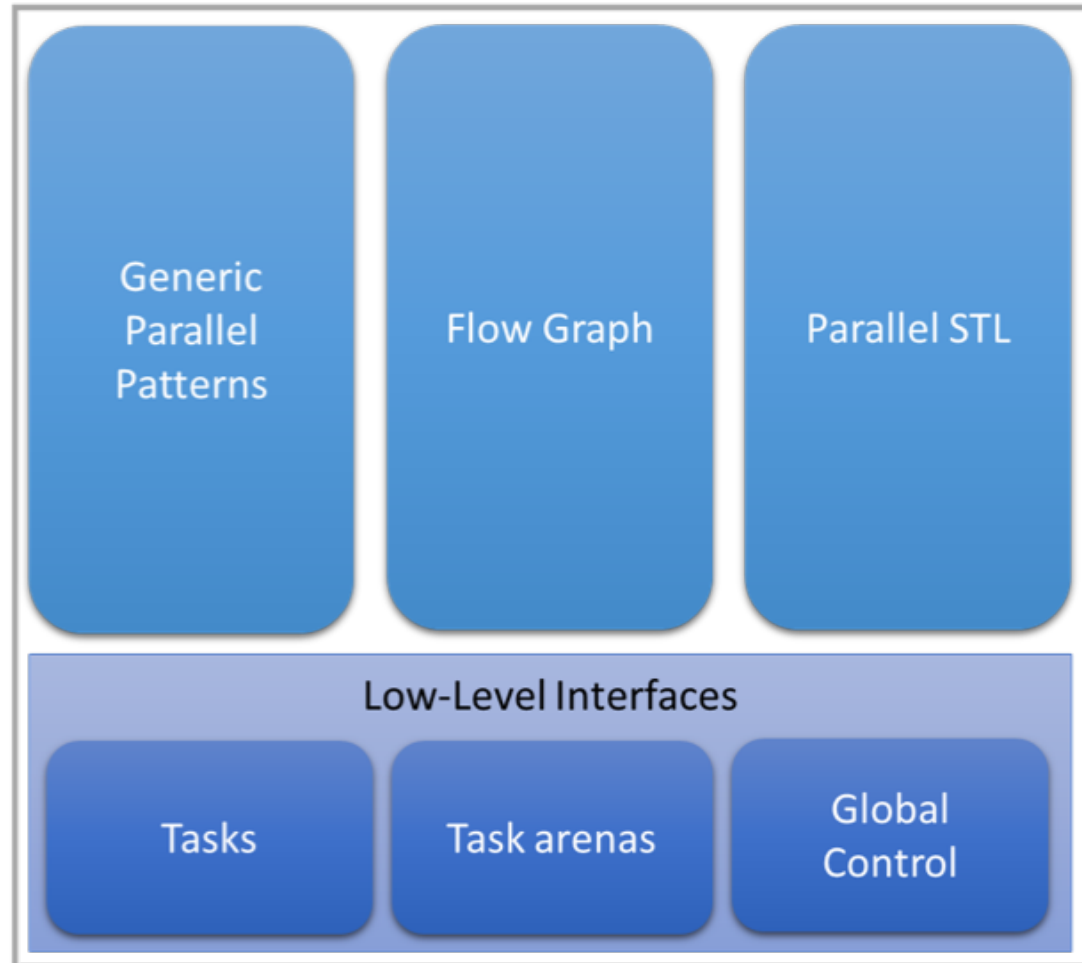 Generic
Parallel
Patterns
Flow Graph
Parallel STL
Low-Level Interfaces
Tasks
Task arenas
Global
Control